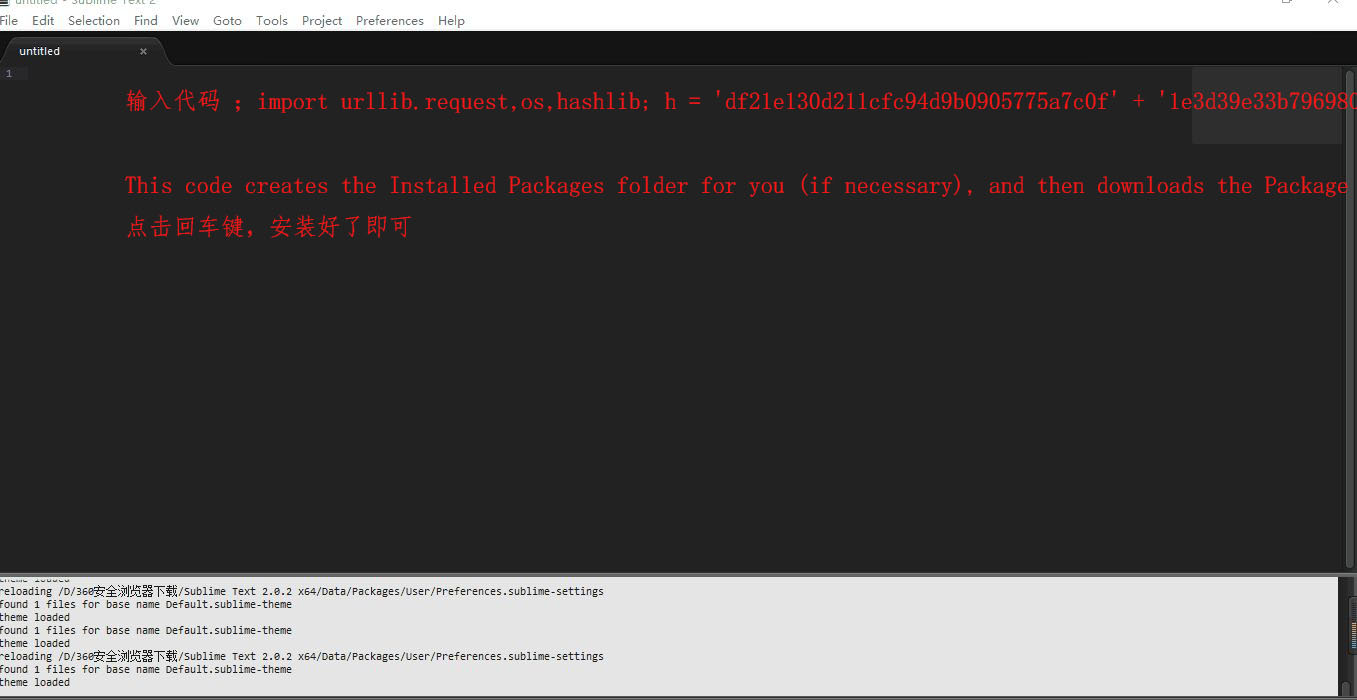 untitled - Sublime Text 2
File Edit Selection Find View Goto Tools Project Preferences Help
untitled ×
1
输入代码 ；import urllib.request,os,hashlib; h = 'df21e130d211cfc94d9b0905775a7c0f' + '1e3d39e33b796980
This code creates the Installed Packages folder for you (if necessary), and then downloads the Package
点击回车键，安装好了即可
theme loaded
reloading /D/360安全浏览器下载/Sublime Text 2.0.2 x64/Data/Packages/User/Preferences.sublime-settings
found 1 files for base name Default.sublime-theme
theme loaded
found 1 files for base name Default.sublime-theme
theme loaded
reloading /D/360安全浏览器下载/Sublime Text 2.0.2 x64/Data/Packages/User/Preferences.sublime-settings
found 1 files for base name Default.sublime-theme
theme loaded